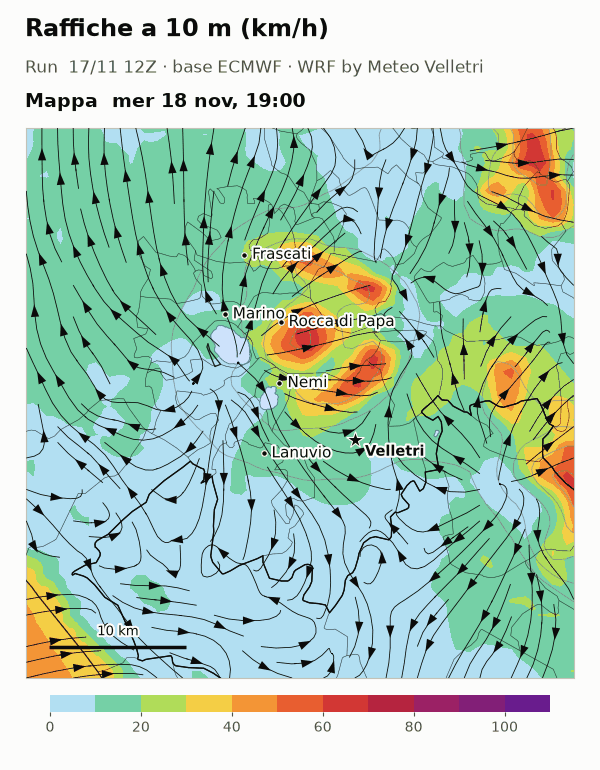 Raffiche a 10 m (km/h)
Run  17/11 12Z · base ECMWF · WRF by Meteo Velletri
Mappa  mer 18 nov, 19:00
Frascati
Marino
Rocca di Papa
Nemi
Velletri
Lanuvio
10 km
0 20 40 60 80 100